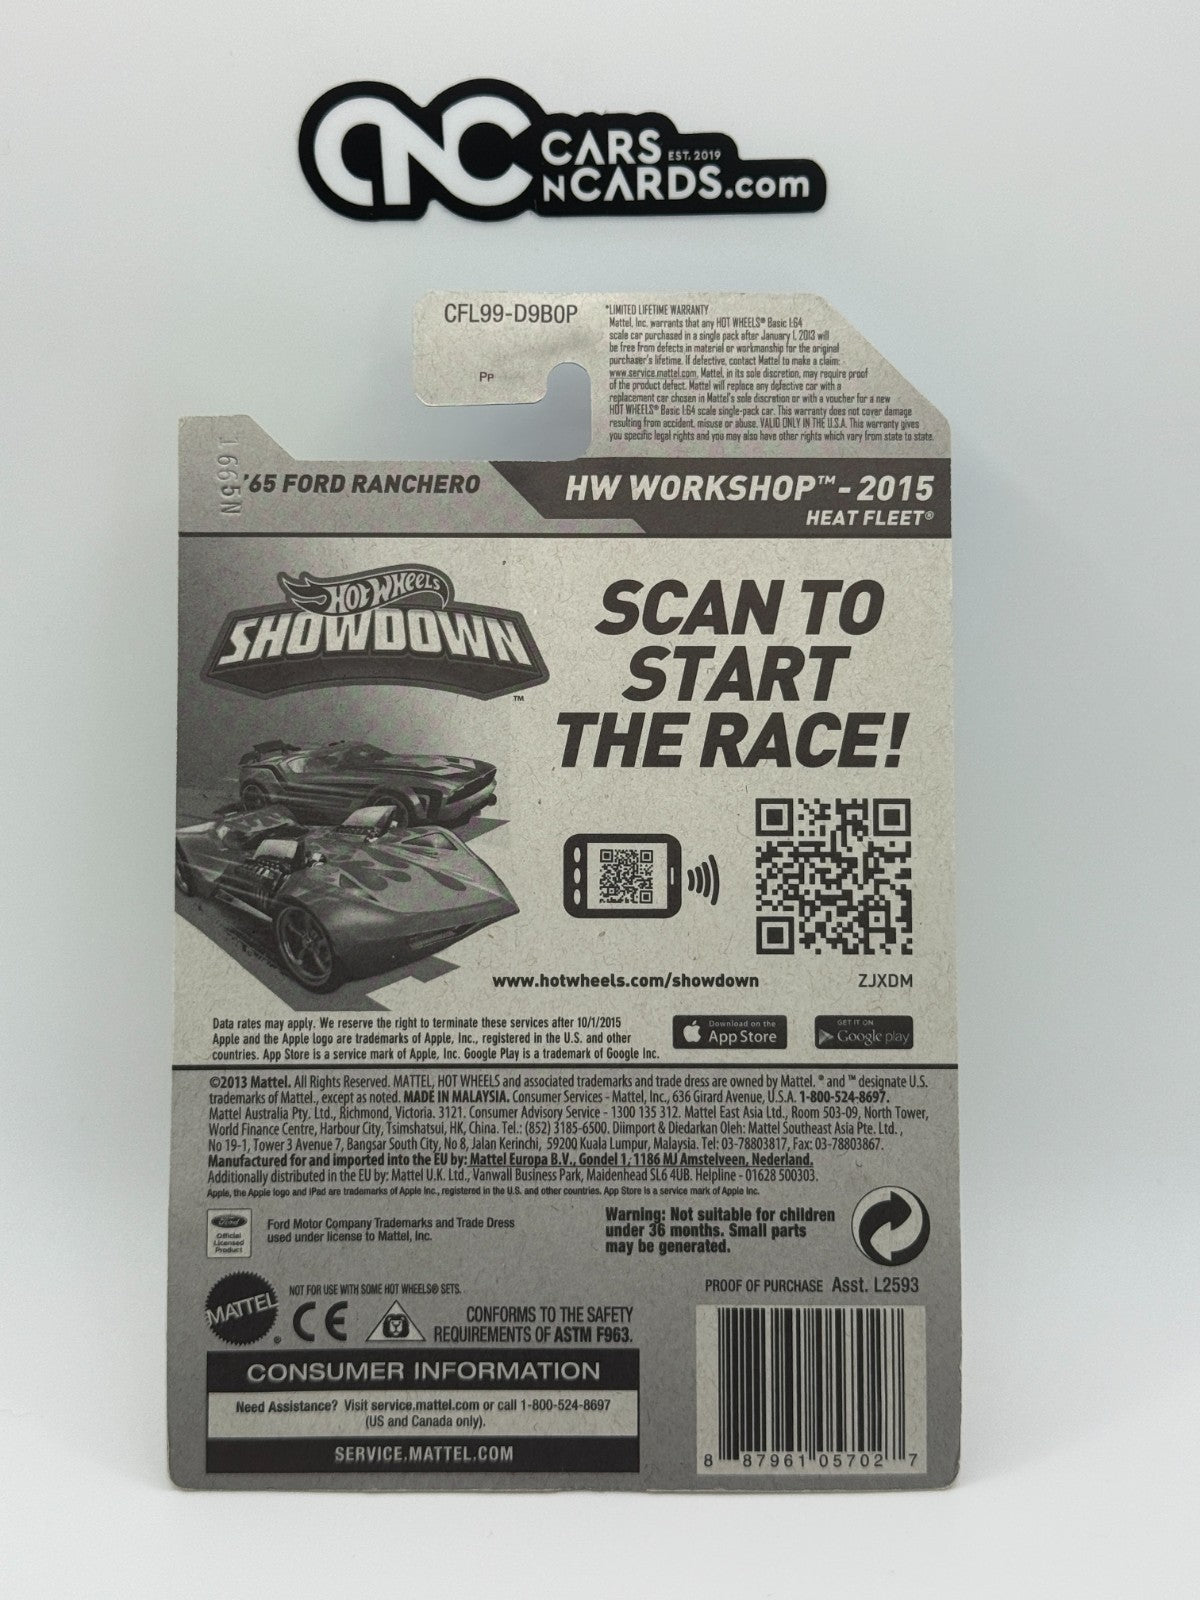 CNC CARS EST. 2019
N CARDS.com
CFL99-D9B0P
Pp
*LIMITED LIFETIME WARRANTY
Mattel, Inc. warrants that any HOT WHEELS® Basic 1:64
scale car purchased in a single pack after January 1, 2013 will
be free from defects in material or workmanship for the original
purchaser's lifetime. If defective, contact Mattel to make a claim:
www.service.mattel.com. Mattel, in its sole discretion, may require proof
of the product defect. Mattel will replace any defective car with a
replacement car chosen in Mattel's sole discretion or with a voucher for a new
HOT WHEELS® Basic 1:64 scale single-pack car. This warranty does not cover damage
resulting from accident, misuse or abuse. VALID ONLY IN THE U.S.A. This warranty gives
you specific legal rights and you may also have other rights which vary from state to state.
1665N
'65 FORD RANCHERO
HW WORKSHOP™ - 2015
HEAT FLEET®
HOT WHEELS
SHOWDOWN™
SCAN TO
START
THE RACE!
www.hotwheels.com/showdown
ZJXDM
Data rates may apply. We reserve the right to terminate these services after 10/1/2015
Apple and the Apple logo are trademarks of Apple, Inc., registered in the U.S. and other
countries. App Store is a service mark of Apple, Inc. Google Play is a trademark of Google Inc.
Download on the
App Store
GET IT ON
Google play
©2013 Mattel. All Rights Reserved. MATTEL, HOT WHEELS and associated trademarks and trade dress are owned by Mattel. ® and ™ designate U.S.
trademarks of Mattel., except as noted. MADE IN MALAYSIA. Consumer Services - Mattel, Inc., 636 Girard Avenue, U.S.A. 1-800-524-8697.
Mattel Australia Pty. Ltd., Richmond, Victoria. 3121. Consumer Advisory Service - 1300 135 312. Mattel East Asia Ltd., Room 503-09, North Tower,
World Finance Centre, Harbour City, Tsimshatsui, HK, China. Tel.: (852) 3185-6500. Diimport & Diedarkan Oleh: Mattel Southeast Asia Pte. Ltd.,
No 19-1, Tower 3 Avenue 7, Bangsar South City, No 8, Jalan Kerinchi, 59200 Kuala Lumpur, Malaysia. Tel: 03-78803817, Fax: 03-78803867.
Manufactured for and imported into the EU by: Mattel Europa B.V., Gondel 1, 1186 MJ Amstelveen, Nederland.
Additionally distributed in the EU by: Mattel U.K. Ltd., Vanwall Business Park, Maidenhead SL6 4UB. Helpline - 01628 500303.
Apple, the Apple logo and iPad are trademarks of Apple Inc., registered in the U.S. and other countries. App Store is a service mark of Apple Inc.
Ford
Official
Licensed
Product
Ford Motor Company Trademarks and Trade Dress
used under license to Mattel, Inc.
Warning: Not suitable for children
under 36 months. Small parts
may be generated.
PROOF OF PURCHASE Asst. L2593
MATTEL®
NOT FOR USE WITH SOME HOT WHEELS® SETS.
CE
CONFORMS TO THE SAFETY
REQUIREMENTS OF ASTM F963.
CONSUMER INFORMATION
Need Assistance? Visit service.mattel.com or call 1-800-524-8697
(US and Canada only).
SERVICE.MATTEL.COM
8 87961 05702 7